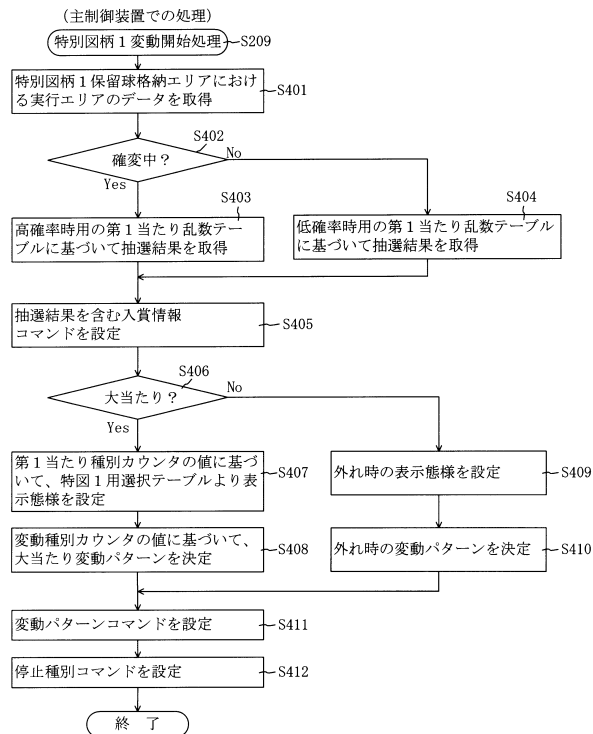 (主制御装置での処理)
特別図柄1変動開始処理
S209
特別図柄1保留球格納エリアにおけ
る実行エリアのデータを取得
S401
S402
確変中?
No
Yes
S403
高確率時用の第1当たり乱数テー
ブルに基づいて抽選結果を取得
S404
低確率時用の第1当たり乱数テーブル
に基づいて抽選結果を取得
抽選結果を含む入賞情報
コマンドを設定
S405
S406
大当たり?
No
Yes
第1当たり種別カウンタの値に基づ
いて、特図1用選択テーブルより表
示態様を設定
S407
外れ時の表示態様を設定
S409
変動種別カウンタの値に基づいて、
大当たり変動パターンを決定
S408
外れ時の変動パターンを決定
S410
変動パターンコマンドを設定
S411
停止種別コマンドを設定
S412
終 了